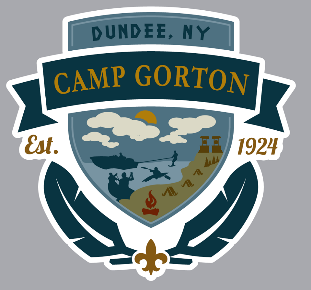 DUNDEE, NY
CAMP GORTON
Est. 1924